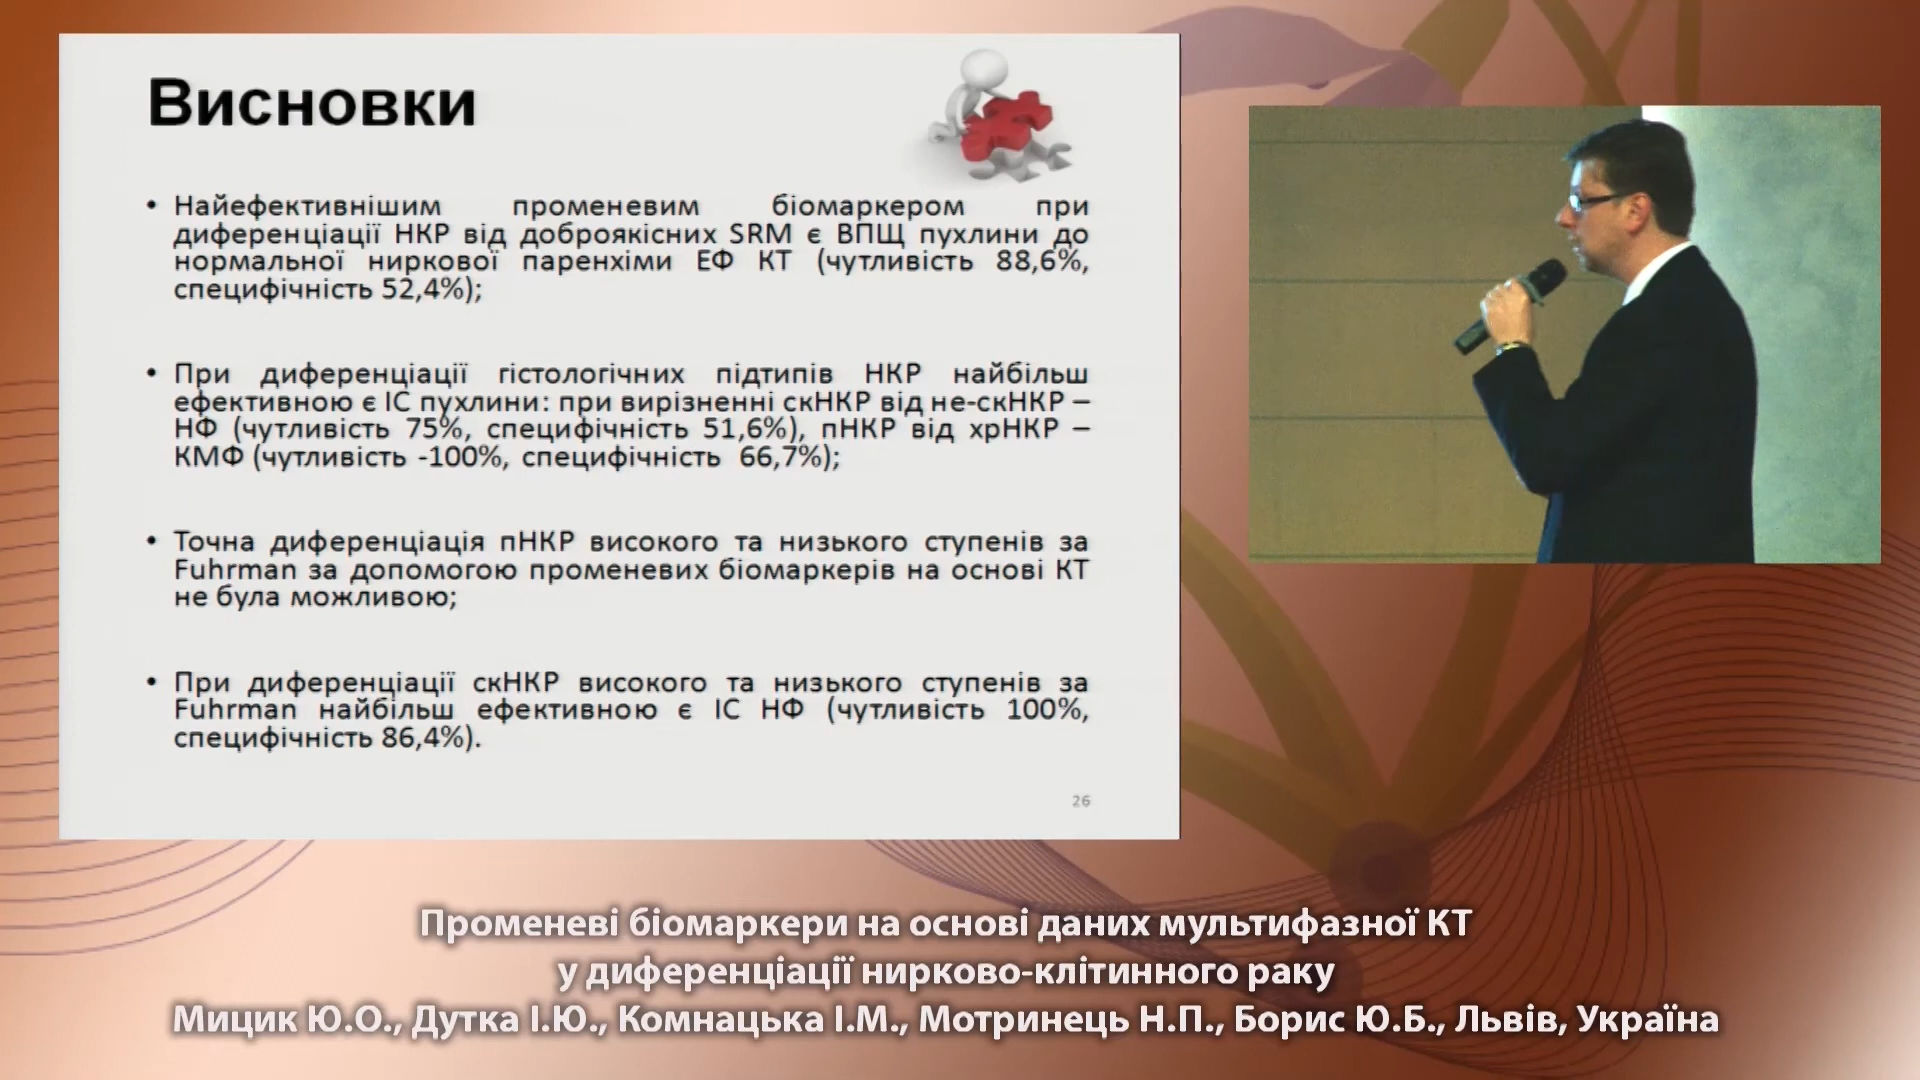 Висновки
• Найефективнішим променевим біомаркером при
диференціації НКР від доброякісних SRM є ВПЩ пухлини до
нормальної ниркової паренхіми ЕФ КТ (чутливість 88,6%,
специфічність 52,4%);
• При диференціації гістологічних підтипів НКР найбільш
ефективною є ІС пухлини: при вирізненні скНКР від не-скНКР –
НФ (чутливість 75%, специфічність 51,6%), пНКР від хрНКР –
КМФ (чутливість -100%, специфічність 66,7%);
• Точна диференціація пНКР високого та низького ступенів за
Fuhrman за допомогою променевих біомаркерів на основі КТ
не була можливою;
• При диференціації скНКР високого та низького ступенів за
Fuhrman найбільш ефективною є ІС НФ (чутливість 100%,
специфічність 86,4%).
26
Променеві біомаркери на основі даних мультифазної КТ
у диференціації нирково-клітинного раку
Мицик Ю.О., Дутка І.Ю., Комнацька І.М., Мотринець Н.П., Борис Ю.Б., Львів, Україна